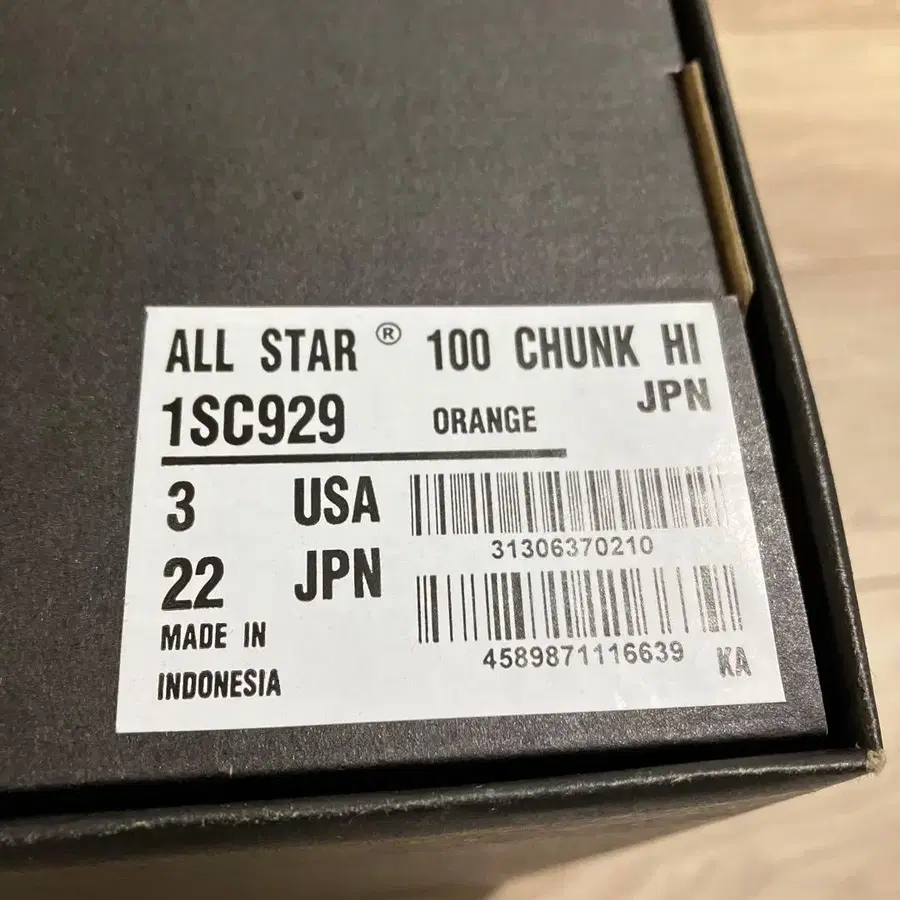 ALL STAR ® 100 CHUNK HI
1SC929 ORANGE JPN
3 USA
31306370210
22 JPN
MADE IN
4589871116639 KA
INDONESIA